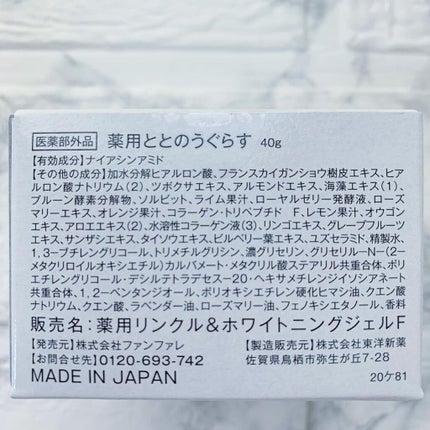 医薬部外品 薬用ととのうぐらす 40g
【有効成分】ナイアシンアミド
【その他の成分】加水分解ヒアルロン酸、フランスカイガンショウ樹皮エキス、ヒア
ルロン酸ナトリウム(2)、ツボクサエキス、アルモンドエキス、海藻エキス(1)、
プルーン酵素分解物、ソルビット、ライム果汁、ローヤルゼリー発酵液、ローズ
マリーエキス、オレンジ果汁、コラーゲン・トリペプチド F、レモン果汁、オウゴン
エキス、アロエエキス(2)、水溶性コラーゲン液(3)、リンゴエキス、グレープフルーツ
エキス、サンザシエキス、タイソウエキス、ビルベリー葉エキス、ユズセラミド、精製水、
1,3-ブチレングリコール、トリメチルグリシン、濃グリセリン、グリセリル-N-(2-
メタクリロイルオキシエチル)カルバメート・メタクリル酸ステアリル共重合体、ポリ
エチレングリコール・デシルテトラデセス-20・ヘキサメチレンジイソシアネート
共重合体、1,2-ペンタンジオール、ポリオキシエチレン硬化ヒマシ油、クエン酸
ナトリウム、クエン酸、ラベンダー油、ローズマリー油、フェノキシエタノール、香料
販売名:薬用リンクル&ホワイトニングジェルF
【発売元】株式会社ファンファレ 【製造販売元】株式会社東洋新薬
【お問合せ先】0120-693-742 佐賀県鳥栖市弥生が丘7-28
MADE IN JAPAN 20ケ81